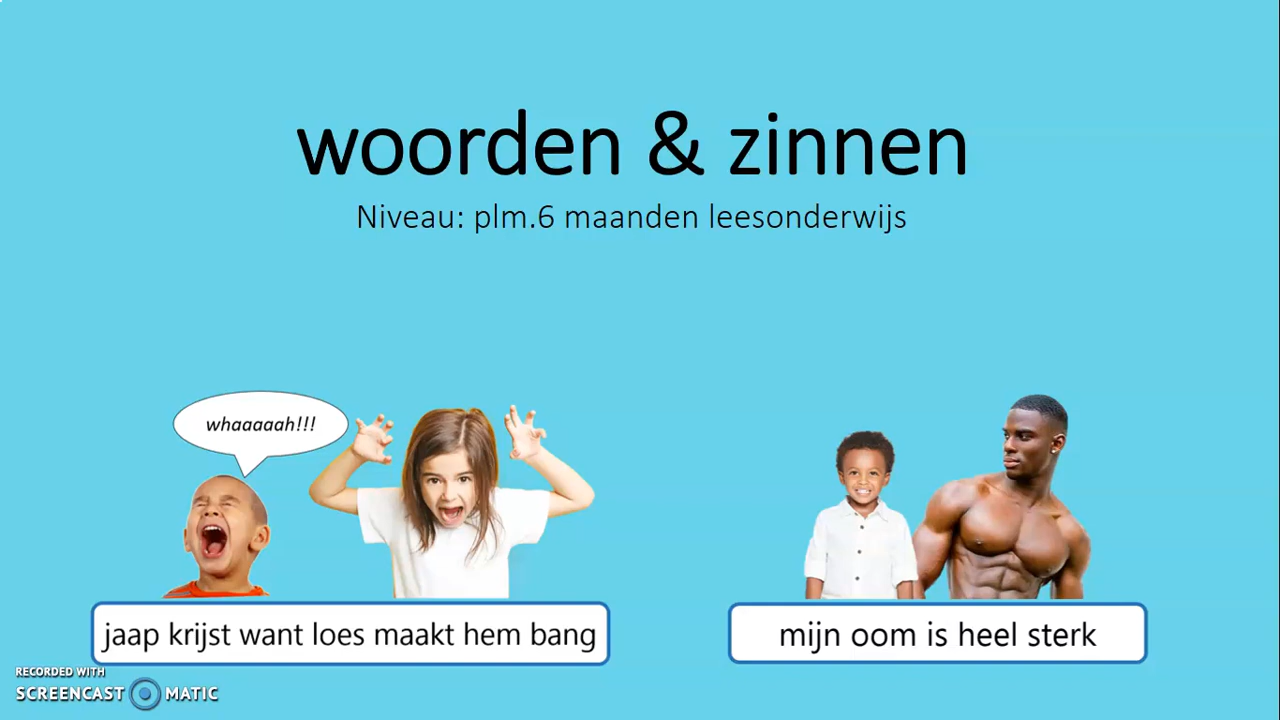 woorden & zinnen
Niveau: plm.6 maanden leesonderwijs
whaaaaah!!!
jaap krijst want loes maakt hem bang
mijn oom is heel sterk
RECORDED WITH
SCREENCAST MATIC